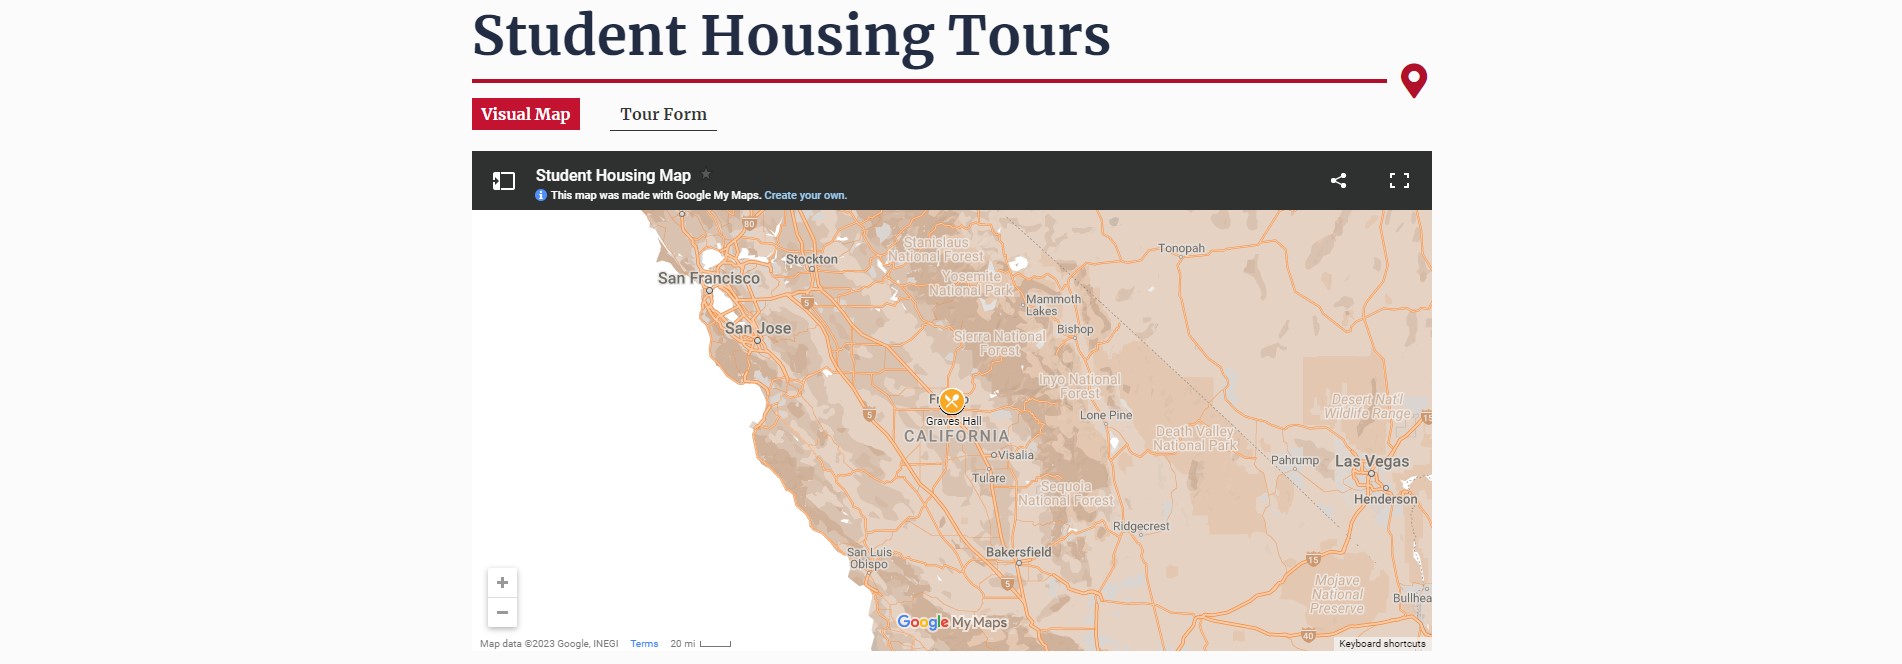 Student Housing Tours
Visual Map
Tour Form
Student Housing Map
This map was made with Google My Maps. Create your own.
80
Stanislaus
National Forest
Tonopah
Stockton
San Francisco
Yosemite
National Park
5
Mammoth
Lakes
San Jose
Bishop
Sierra National
Forest
Inyo National
Forest
Desert Nat'l
Wildlife Range
5
15
Lone Pine
Graves Hall
CALIFORNIA
Death Valley
National Park
Visalia
Pahrump
Las Vegas
Tulare
Sequoia
National Forest
Henderson
Ridgecrest
San Luis
Obispo
Bakersfield
15
5
Mojave
National
Preserve
Bullhea
Google My Maps
40
Map data ©2023 Google, INEGI
Terms
20 mi
Keyboard shortcuts